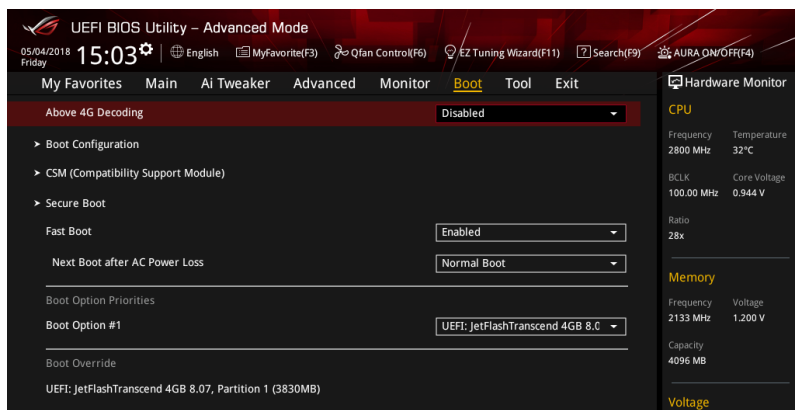 UEFI BIOS Utility – Advanced Mode
05/04/2018 Friday 15:03 English MyFavorite(F3) Qfan Control(F6) EZ Tuning Wizard(F11) ? Search(F9) AURA ON/OFF(F4)
My Favorites Main Ai Tweaker Advanced Monitor Boot Tool Exit
Hardware Monitor
Above 4G Decoding Disabled
Boot Configuration
CSM (Compatibility Support Module)
Secure Boot
Fast Boot Enabled
Next Boot after AC Power Loss Normal Boot
Boot Option Priorities
Boot Option #1 UEFI: JetFlashTranscend 4GB 8.0
Boot Override
UEFI: JetFlashTranscend 4GB 8.07, Partition 1 (3830MB)
CPU
Frequency Temperature
2800 MHz 32°C
BCLK Core Voltage
100.00 MHz 0.944 V
Ratio
28x
Memory
Frequency Voltage
2133 MHz 1.200 V
Capacity
4096 MB
Voltage